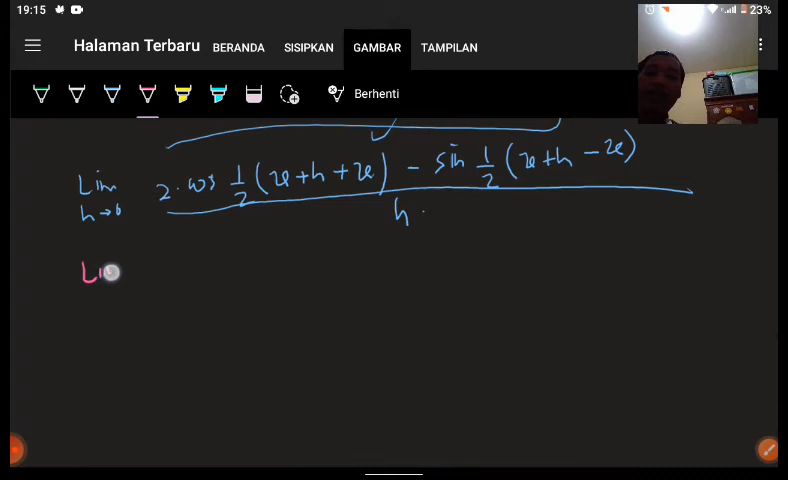 19:15 23%
Halaman Terbaru BERANDA SISIPKAN GAMBAR TAMPILAN
Berhenti
Lim 2. cos 1/2 (x+h+x) - sin 1/2 (x+h-x)
h→0 h.
Li